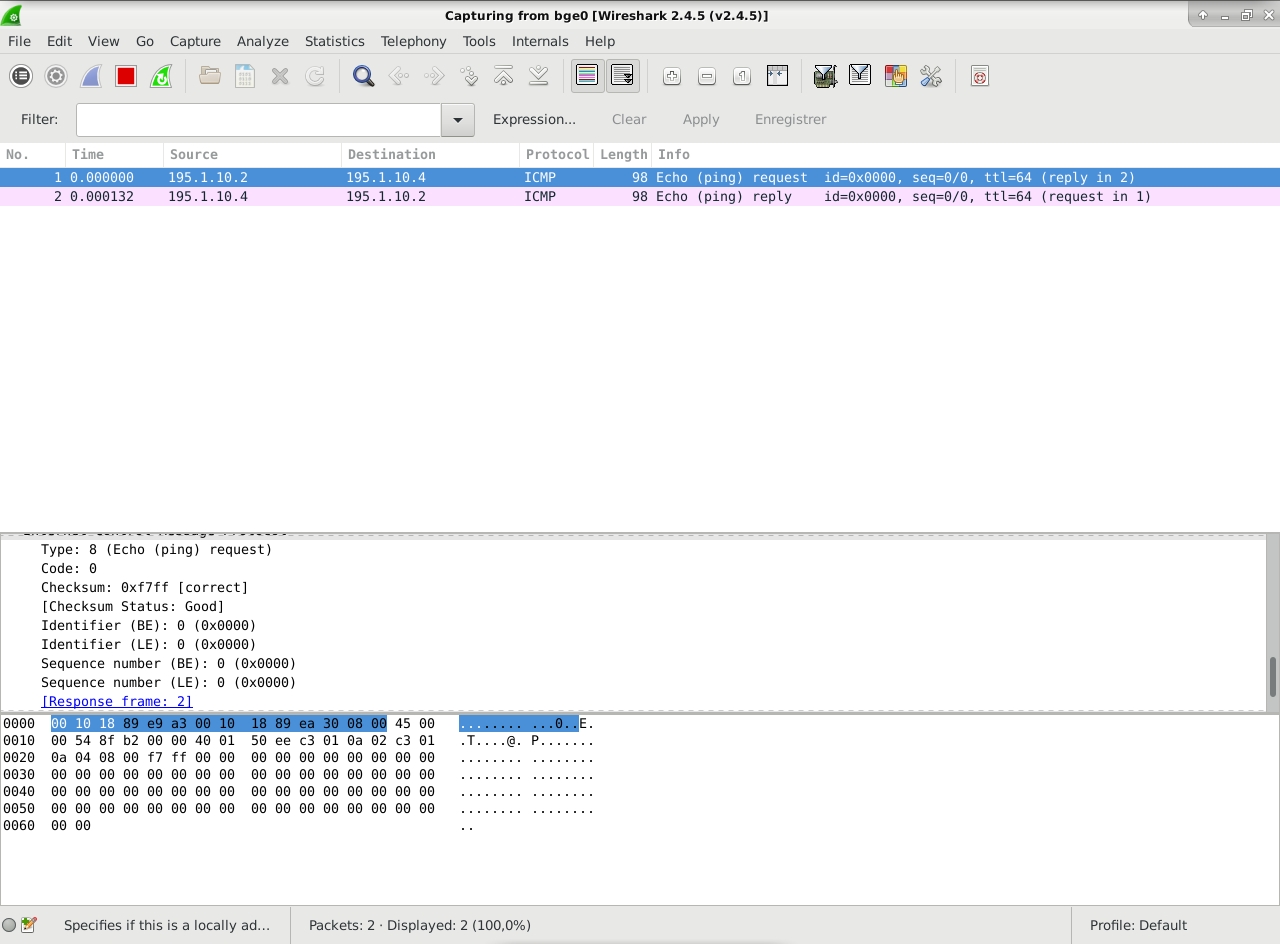 Capturing from bge0 [Wireshark 2.4.5 (v2.4.5)]
File Edit View Go Capture Analyze Statistics Telephony Tools Internals Help
Filter: Expression... Clear Apply Enregistrer
No. Time Source Destination Protocol Length Info
1 0.000000 195.1.10.2 195.1.10.4 ICMP 98 Echo (ping) request id=0x0000, seq=0/0, ttl=64 (reply in 2)
2 0.000132 195.1.10.4 195.1.10.2 ICMP 98 Echo (ping) reply id=0x0000, seq=0/0, ttl=64 (request in 1)
Type: 8 (Echo (ping) request)
Code: 0
Checksum: 0xf7ff [correct]
[Checksum Status: Good]
Identifier (BE): 0 (0x0000)
Identifier (LE): 0 (0x0000)
Sequence number (BE): 0 (0x0000)
Sequence number (LE): 0 (0x0000)
[Response frame: 2]
0000 00 10 18 89 e9 a3 00 10 18 89 ea 30 08 00 45 00 ........ ...0..E.
0010 00 54 8f b2 00 00 40 01 50 ee c3 01 0a 02 c3 01 .T....@. P.......
0020 0a 04 08 00 f7 ff 00 00 00 00 00 00 00 00 00 00 ........ ........
0030 00 00 00 00 00 00 00 00 00 00 00 00 00 00 00 00 ........ ........
0040 00 00 00 00 00 00 00 00 00 00 00 00 00 00 00 00 ........ ........
0050 00 00 00 00 00 00 00 00 00 00 00 00 00 00 00 00 ........ ........
0060 00 00 ..
Specifies if this is a locally ad... Packets: 2 · Displayed: 2 (100,0%) Profile: Default